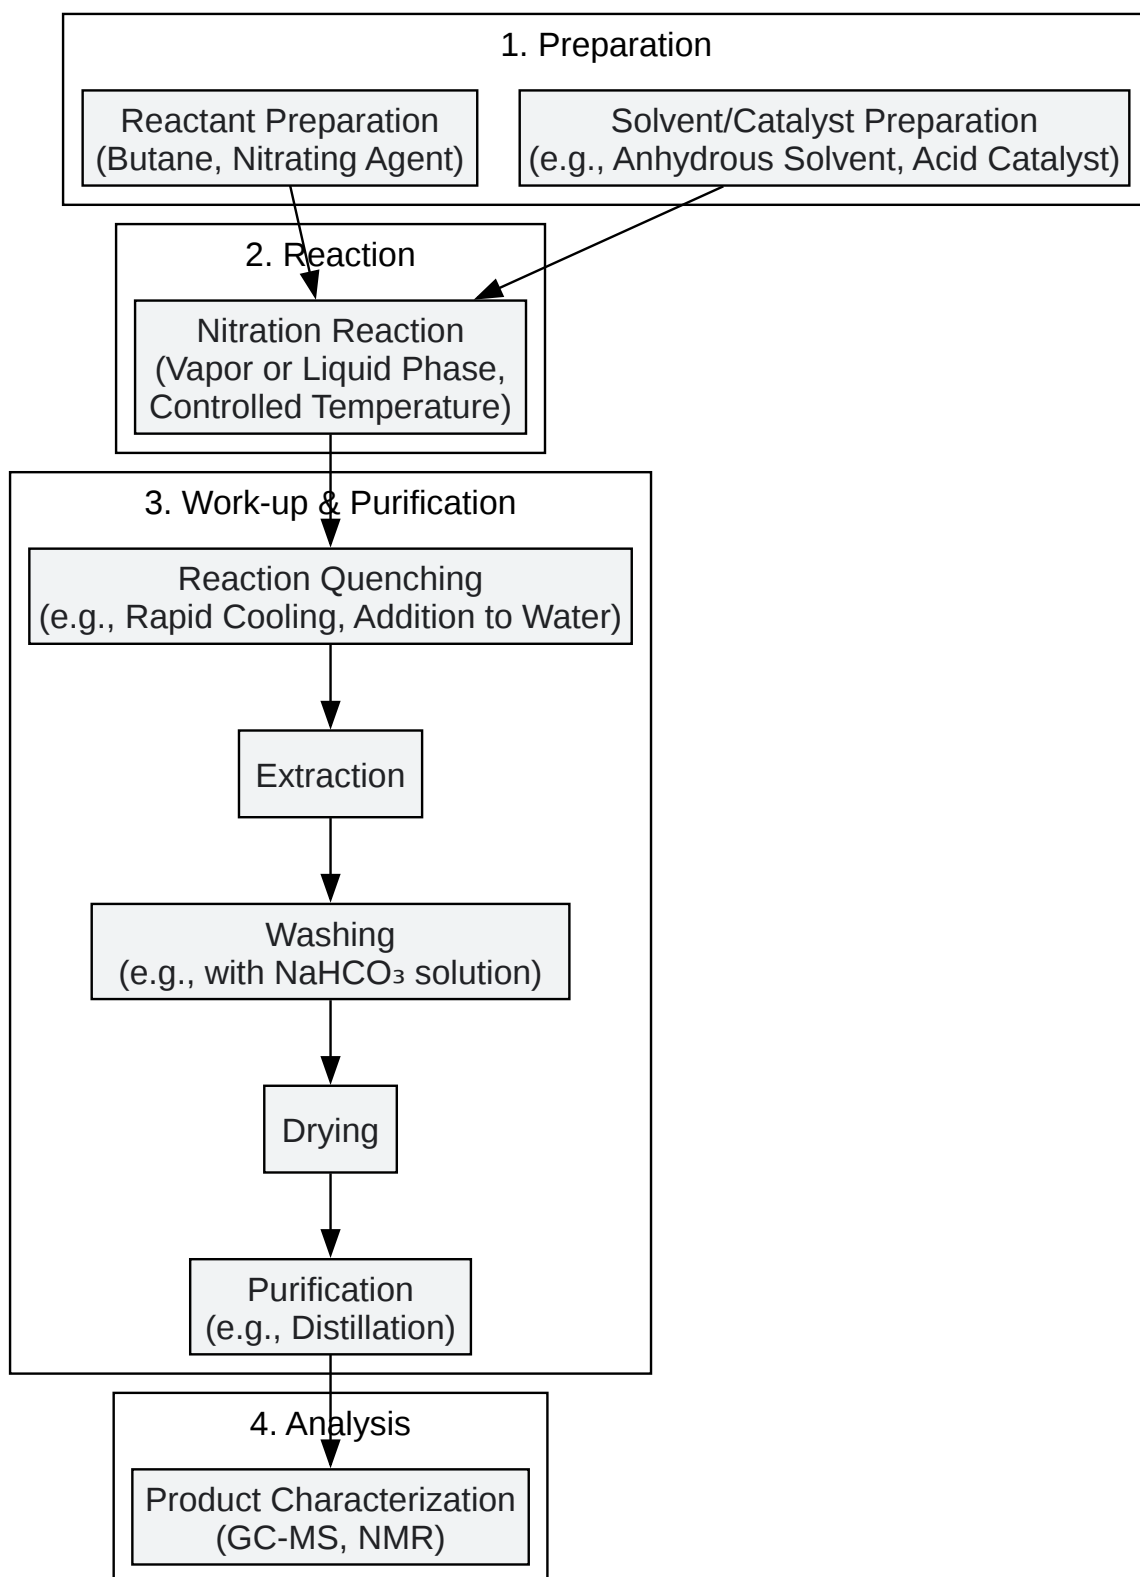 1. Preparation
Reactant Preparation
(Butane, Nitrating Agent)
Solvent/Catalyst Preparation
(e.g., Anhydrous Solvent, Acid Catalyst)
2. Reaction
Nitration Reaction
(Vapor or Liquid Phase,
Controlled Temperature)
3. Work-up & Purification
Reaction Quenching
(e.g., Rapid Cooling, Addition to Water)
Extraction
Washing
(e.g., with NaHCO₃ solution)
Drying
Purification
(e.g., Distillation)
4. Analysis
Product Characterization
(GC-MS, NMR)